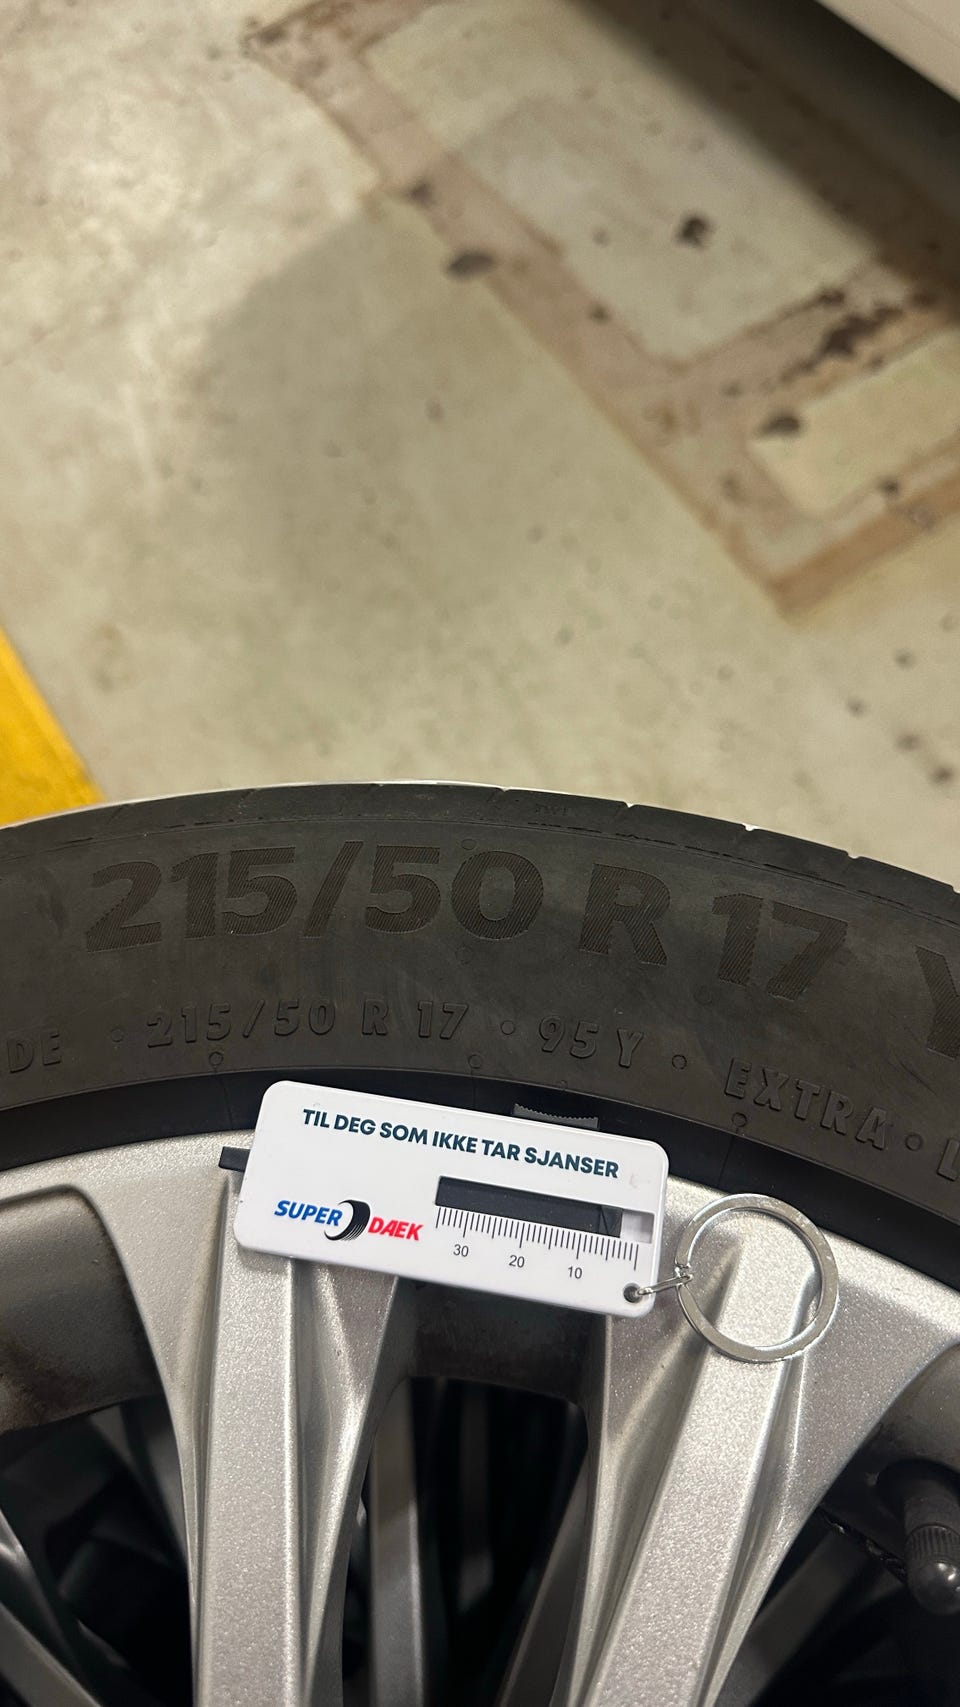 TWI
215/50 R 17 Y
DE · 215/50 R 17 · 95 Y · EXTRA · L
TIL DEG SOM IKKE TAR SJANSER
SUPER DAEK
30 20 10